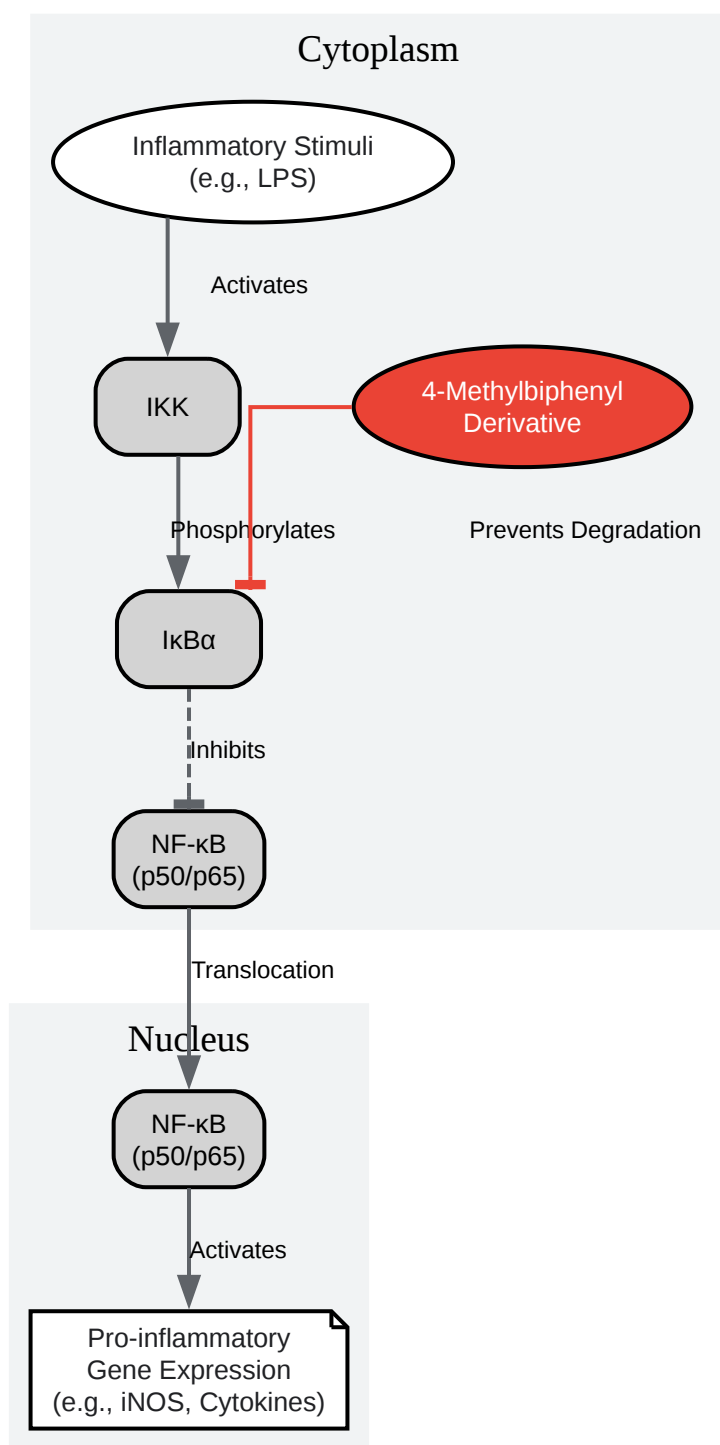 Cytoplasm
Inflammatory Stimuli
(e.g., LPS)
Activates
IKK
4-Methylbiphenyl
Derivative
Phosphorylates
Prevents Degradation
IκBα
Inhibits
NF-κB
(p50/p65)
Translocation
Nucleus
NF-κB
(p50/p65)
Activates
Pro-inflammatory
Gene Expression
(e.g., iNOS, Cytokines)